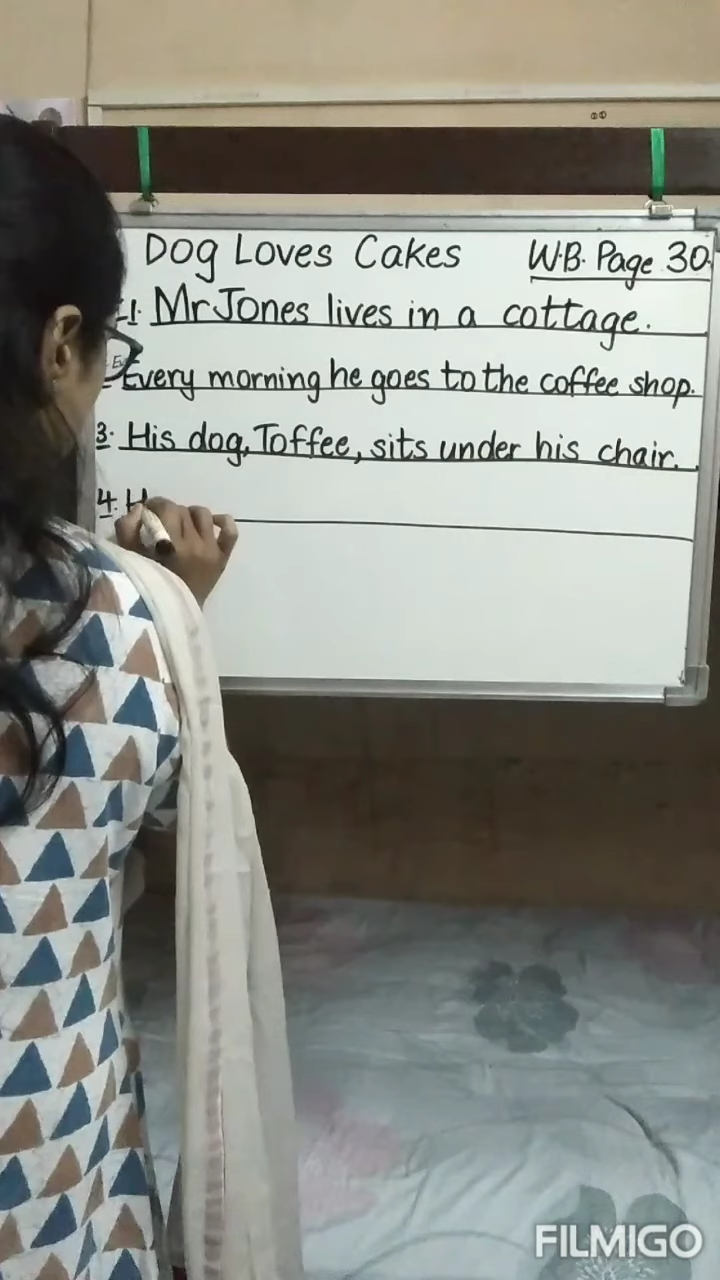 Dog Loves Cakes W.B. Page 30.
1. Mr Jones lives in a cottage.
Every morning he goes to the coffee shop.
3. His dog, Toffee, sits under his chair.
4. H
FILMIGO